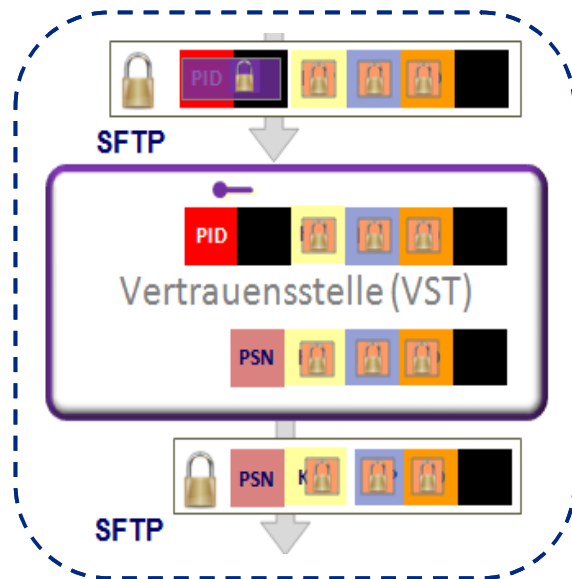 PID
SFTP
PID
Vertrauensstelle (VST)
PSN
PSN K P
SFTP